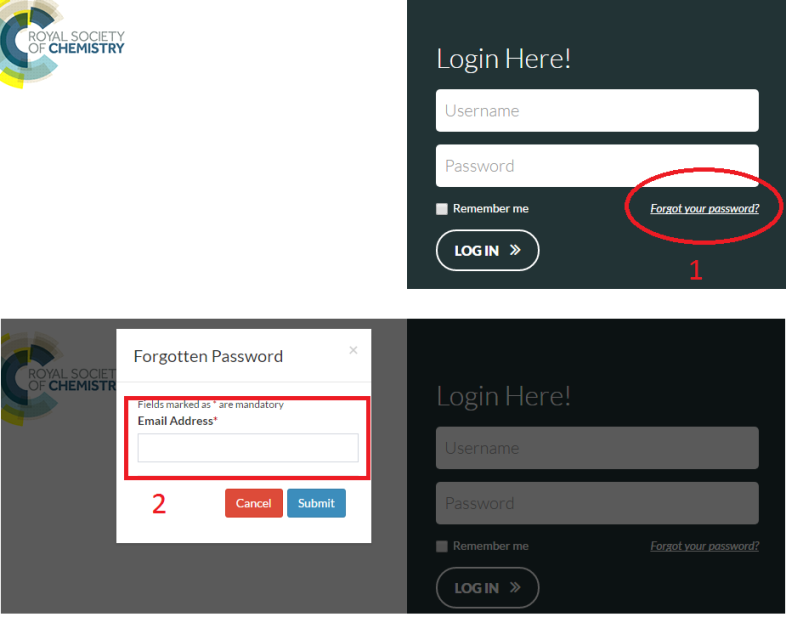 ROYAL SOCIETY
OF CHEMISTRY
Login Here!
Username
Password
Remember me
Forgot your password?
LOG IN »
1
ROYAL SOCIET
OF CHEMISTR
Forgotten Password
×
Fields marked as * are mandatory
Email Address*
2
Cancel
Submit
Login Here!
Username
Password
Remember me
Forgot your password?
LOG IN »